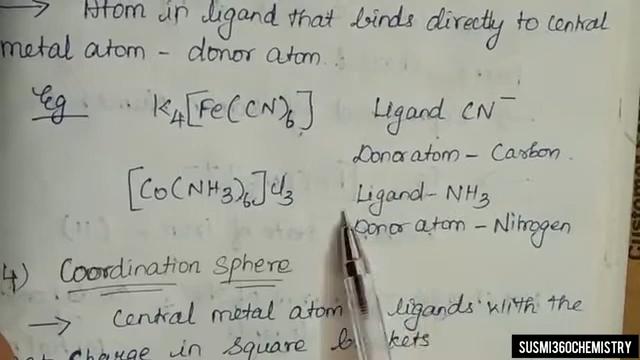 → Atom in ligand that binds directly to central
metal atom - donor atom.
Eg K4[Fe(CN)6] Ligand CN⁻
Donor atom - Carbon.
[Co(NH3)6]Cl3 Ligand - NH3
Donor atom - Nitrogen
4) Coordination Sphere
→ Central metal atom ligands with the
charge in square
SUSMI360CHEMISTRY